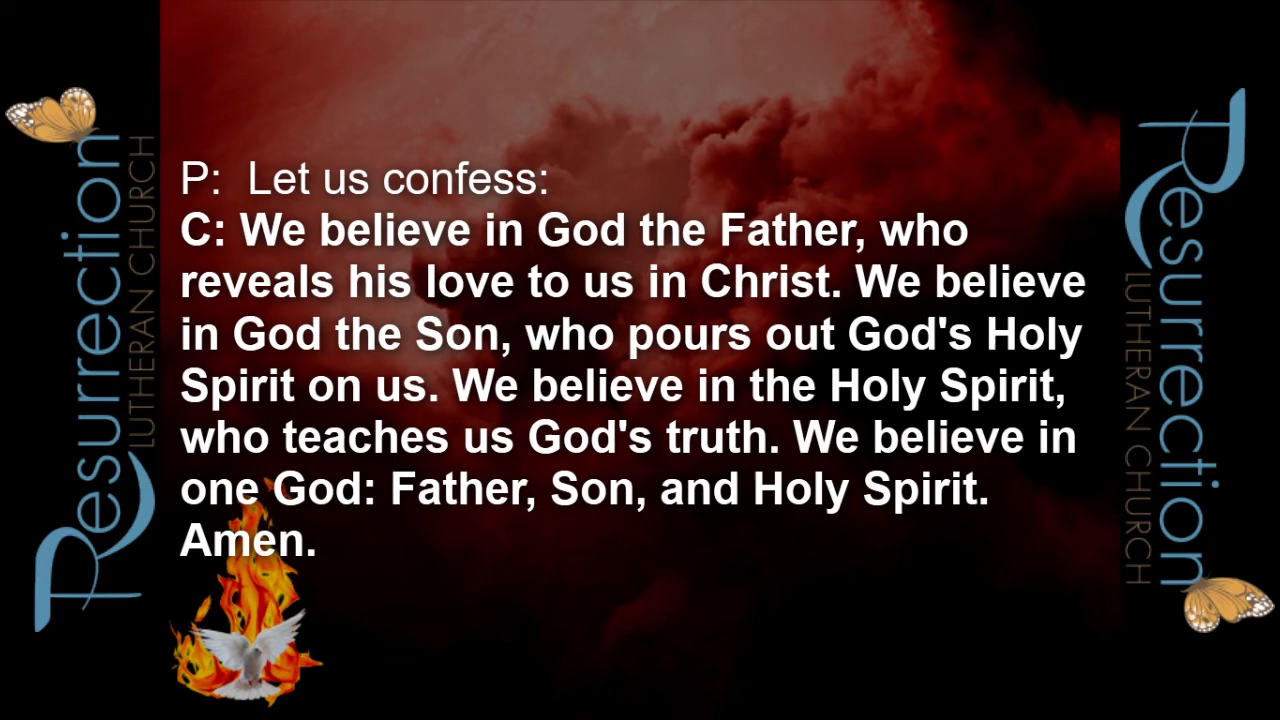 Resurrection
LUTHERAN CHURCH
P:  Let us confess:
C: We believe in God the Father, who
reveals his love to us in Christ. We believe
in God the Son, who pours out God's Holy
Spirit on us. We believe in the Holy Spirit,
who teaches us God's truth. We believe in
one God: Father, Son, and Holy Spirit.
Amen.
Resurrection
LUTHERAN CHURCH